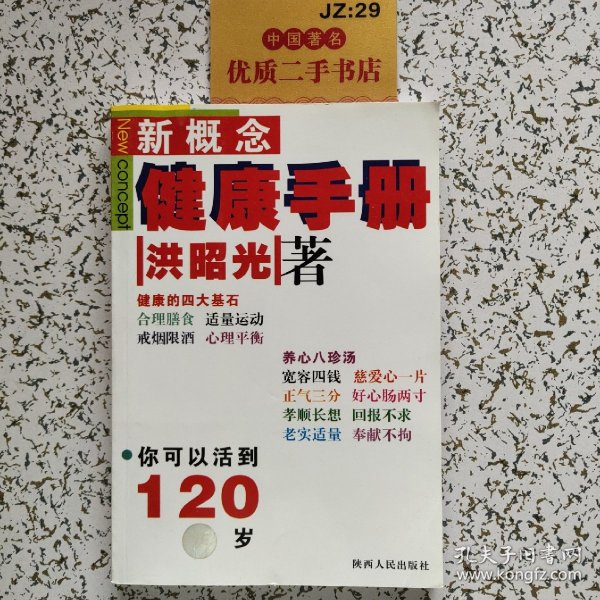 JZ:29
中国著名
优质二手书店
New concept
新概念
健康手册
洪昭光著
健康的四大基石
合理膳食 适量运动
戒烟限酒 心理平衡
养心八珍汤
宽容四钱 慈爱心一片
正气三分 好心肠两寸
孝顺长想 回报不求
老实适量 奉献不拘
你可以活到
120
岁
陕西人民出版社
孔夫子旧书网
www.kongfz.com